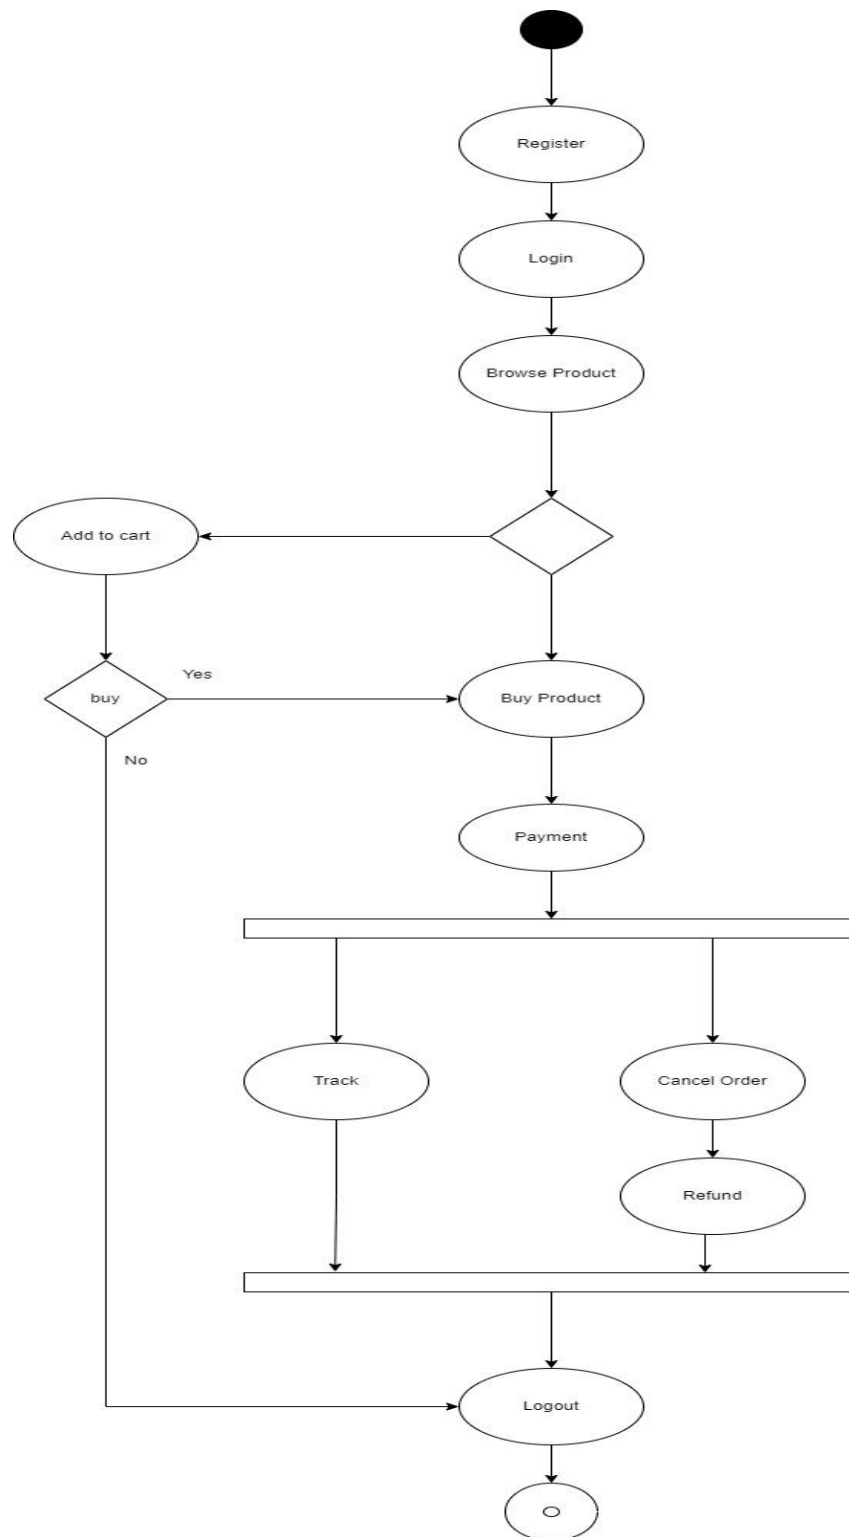 Register
Login
Browse Product
Add to cart
buy
Yes
Buy Product
No
Payment
Track
Cancel Order
Refund
Logout